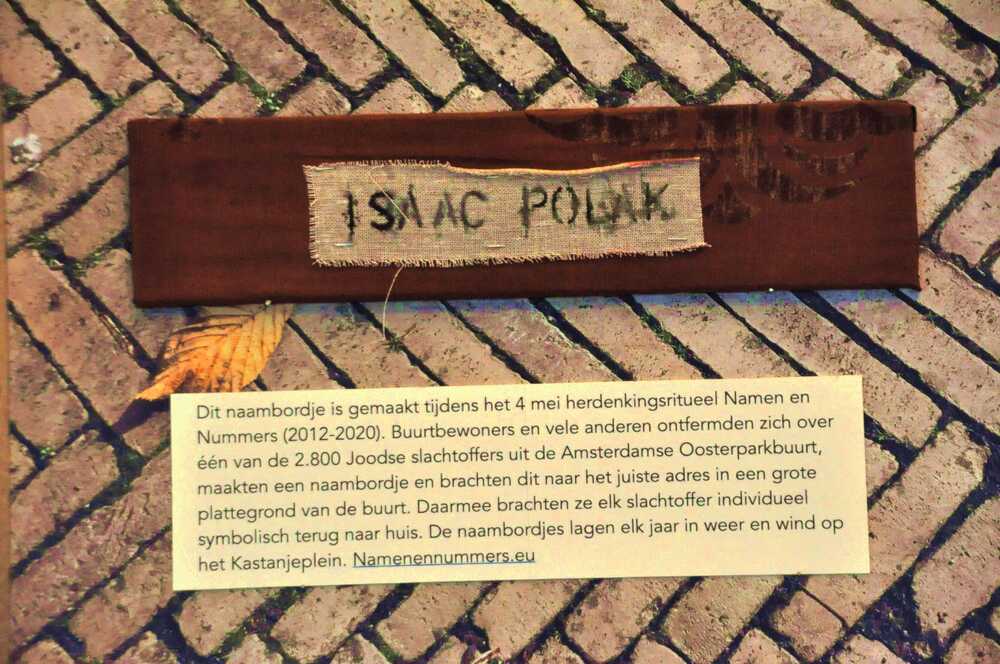 ISAAC POLAK
Dit naambordje is gemaakt tijdens het 4 mei herdenkingsritueel Namen en
Nummers (2012-2020). Buurtbewoners en vele anderen ontfermden zich over
één van de 2.800 Joodse slachtoffers uit de Amsterdamse Oosterparkbuurt,
maakten een naambordje en brachten dit naar het juiste adres in een grote
plattegrond van de buurt. Daarmee brachten ze elk slachtoffer individueel
symbolisch terug naar huis. De naambordjes lagen elk jaar in weer en wind op
het Kastanjeplein. Namenennummers.eu